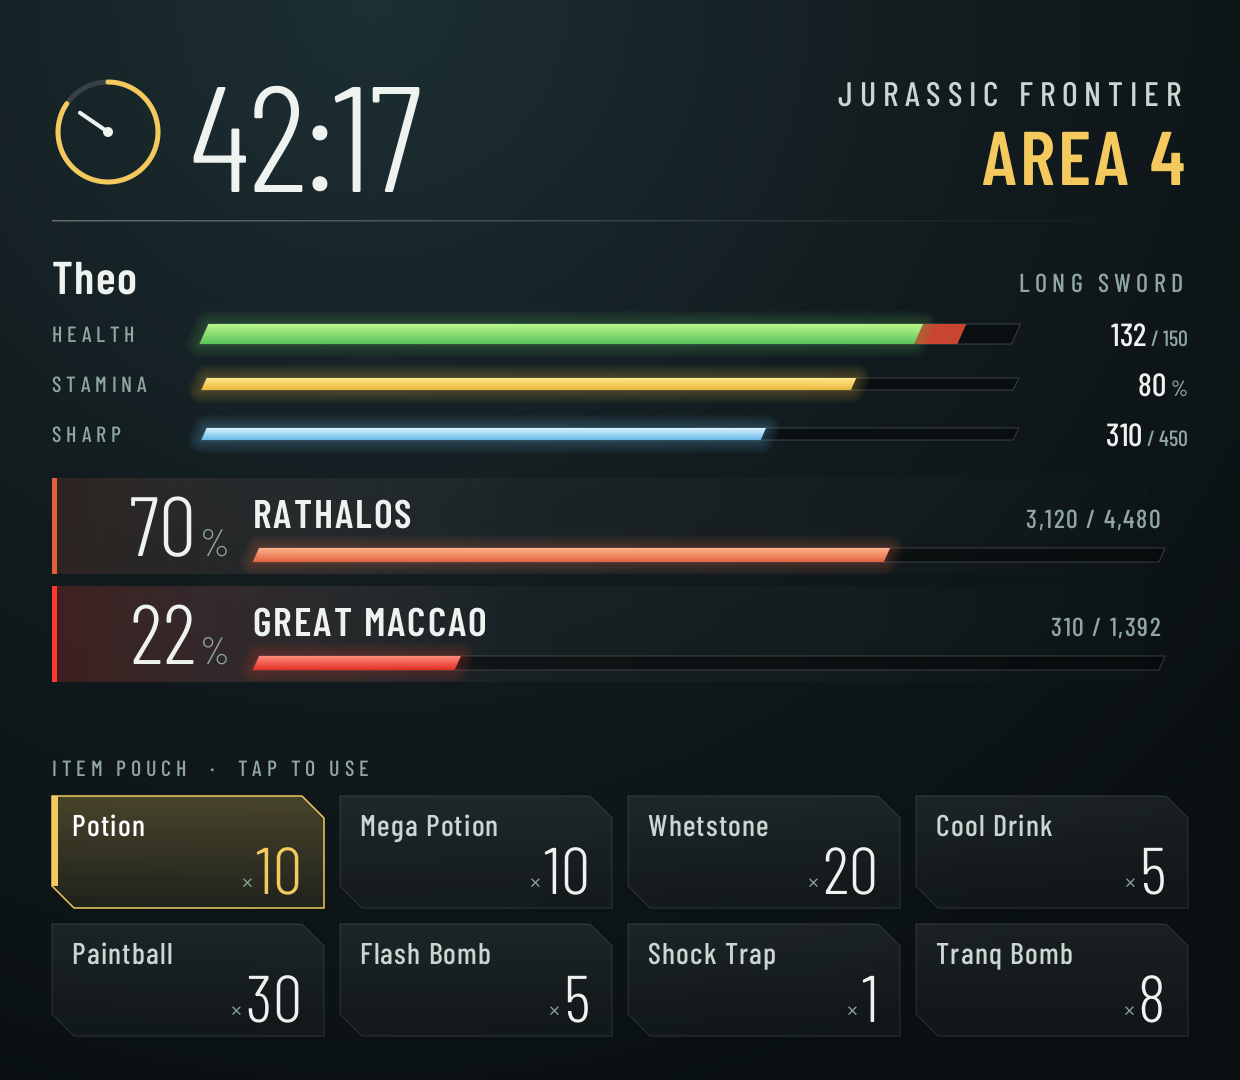 42:17
JURASSIC FRONTIER
AREA 4
Theo
LONG SWORD
HEALTH
132 / 150
STAMINA
80 %
SHARP
310 / 450
70 %
RATHALOS
3,120 / 4,480
22 %
GREAT MACCAO
310 / 1,392
ITEM POUCH · TAP TO USE
Potion
×10
Mega Potion
×10
Whetstone
×20
Cool Drink
×5
Paintball
×30
Flash Bomb
×5
Shock Trap
×1
Tranq Bomb
×8